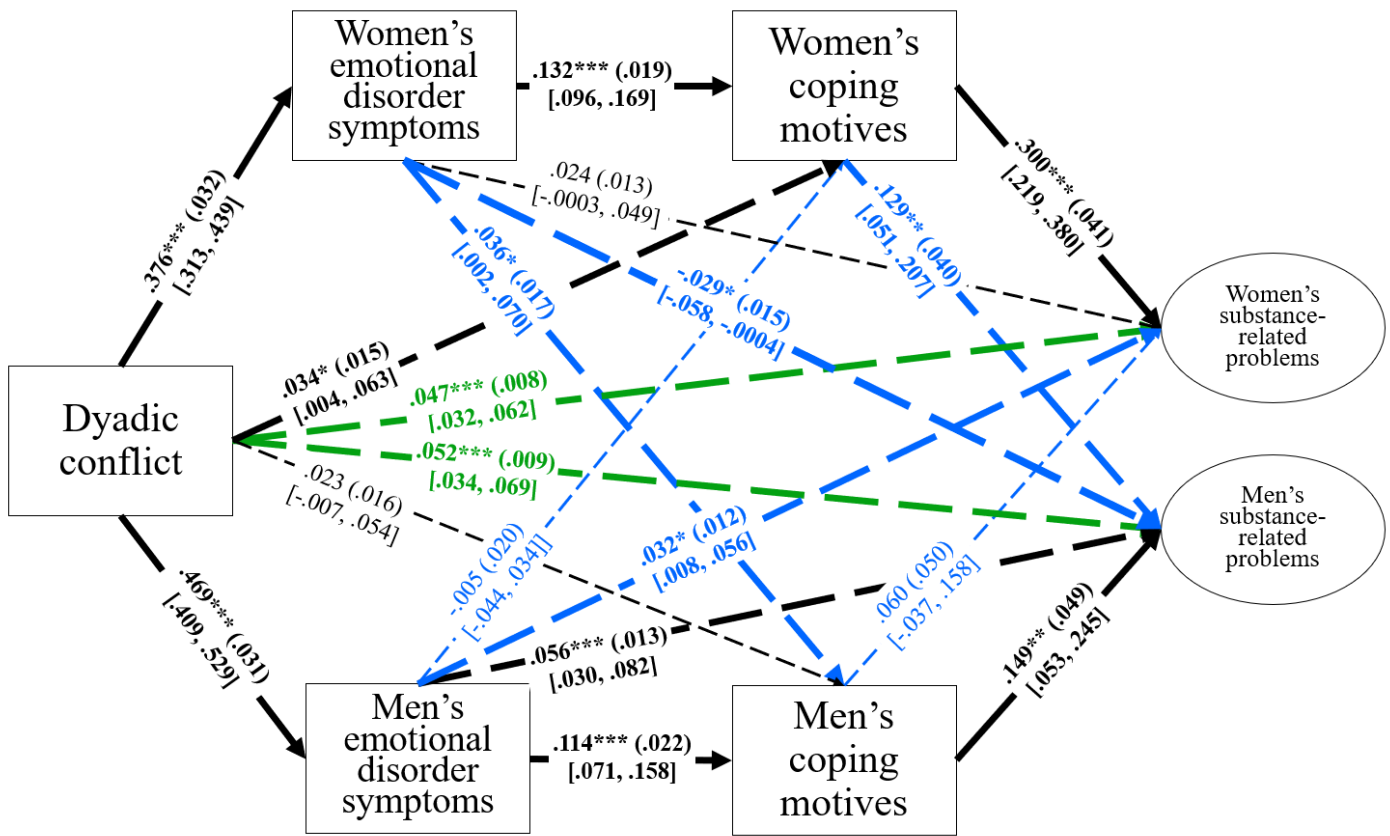 Women’s
emotional
disorder
symptoms
.132*** (.019)
[.096, .169]
Women’s
coping
motives
.376*** (.032)
[.313, .439]
.024 (.013)
[-.0003, .049]
.300*** (.041)
[.219, .380]
.036* (.017)
[.002, .070]
-.029* (.015)
[-.058, -.0004]
.129** (.040)
[.051, .207]
Women’s
substance-
related
problems
Dyadic
conflict
.034* (.015)
[.004, .063]
.047*** (.008)
[.032, .062]
.052*** (.009)
[.034, .069]
.023 (.016)
[-.007, .054]
Men’s
substance-
related
problems
.469*** (.031)
[.409, .529]
-.005 (.020)
[-.044, .034]]
.032* (.012)
[.008, .056]
.060 (.050)
[-.037, .158]
.056*** (.013)
[.030, .082]
.149** (.049)
[.053, .245]
Men’s
emotional
disorder
symptoms
.114*** (.022)
[.071, .158]
Men’s
coping
motives